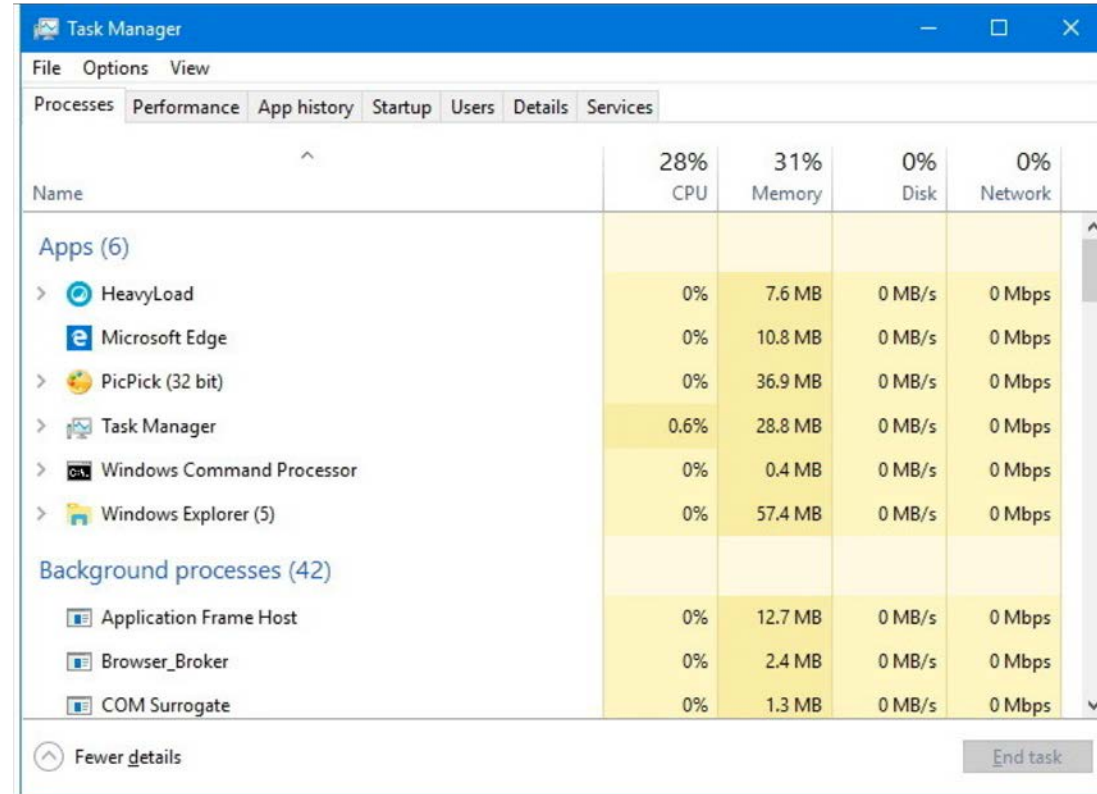 Task Manager
File Options View
Processes Performance App history Startup Users Details Services
28% 31% 0% 0%
Name CPU Memory Disk Network
Apps (6)
HeavyLoad 0% 7.6 MB 0 MB/s 0 Mbps
Microsoft Edge 0% 10.8 MB 0 MB/s 0 Mbps
PicPick (32 bit) 0% 36.9 MB 0 MB/s 0 Mbps
Task Manager 0.6% 28.8 MB 0 MB/s 0 Mbps
Windows Command Processor 0% 0.4 MB 0 MB/s 0 Mbps
Windows Explorer (5) 0% 57.4 MB 0 MB/s 0 Mbps
Background processes (42)
Application Frame Host 0% 12.7 MB 0 MB/s 0 Mbps
Browser_Broker 0% 2.4 MB 0 MB/s 0 Mbps
COM Surrogate 0% 1.3 MB 0 MB/s 0 Mbps
Fewer details End task